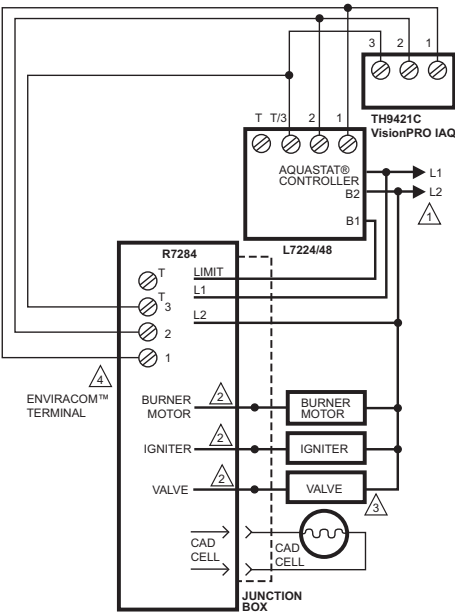 3 2 1
TH9421C
VisionPRO IAQ
T T/3 2 1
AQUASTAT®
CONTROLLER
B2
B1
L1
L2
1
L7224/48
R7284
T
T
3
2
1
LIMIT
L1
L2
4
ENVIRACOM™
TERMINAL
BURNER
MOTOR
2
BURNER
MOTOR
IGNITER
2
IGNITER
VALVE
2
VALVE
3
CAD
CELL
CAD
CELL
JUNCTION
BOX